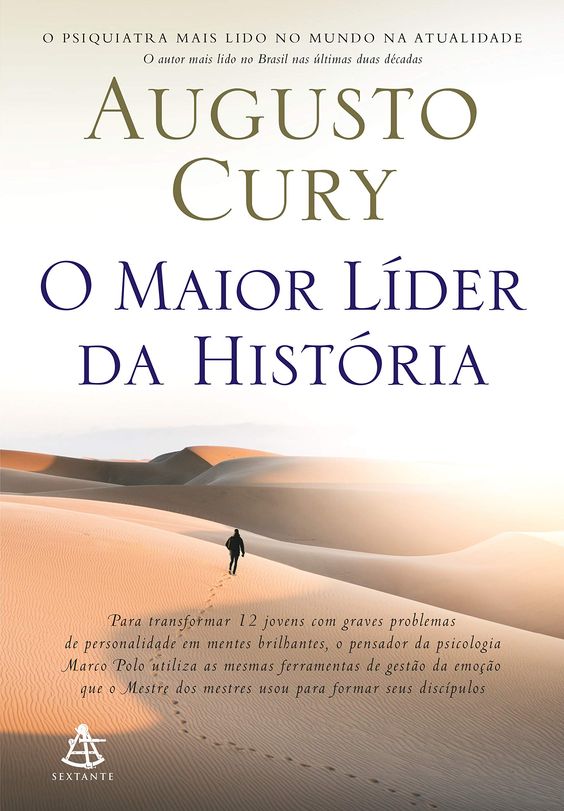 O PSIQUIATRA MAIS LIDO NO MUNDO NA ATUALIDADE
O autor mais lido no Brasil nas últimas duas décadas
AUGUSTO
CURY
O MAIOR LÍDER
DA HISTÓRIA
Para transformar 12 jovens com graves problemas
de personalidade em mentes brilhantes, o pensador da psicologia
Marco Polo utiliza as mesmas ferramentas de gestão da emoção
que o Mestre dos mestres usou para formar seus discípulos
SEXTANTE